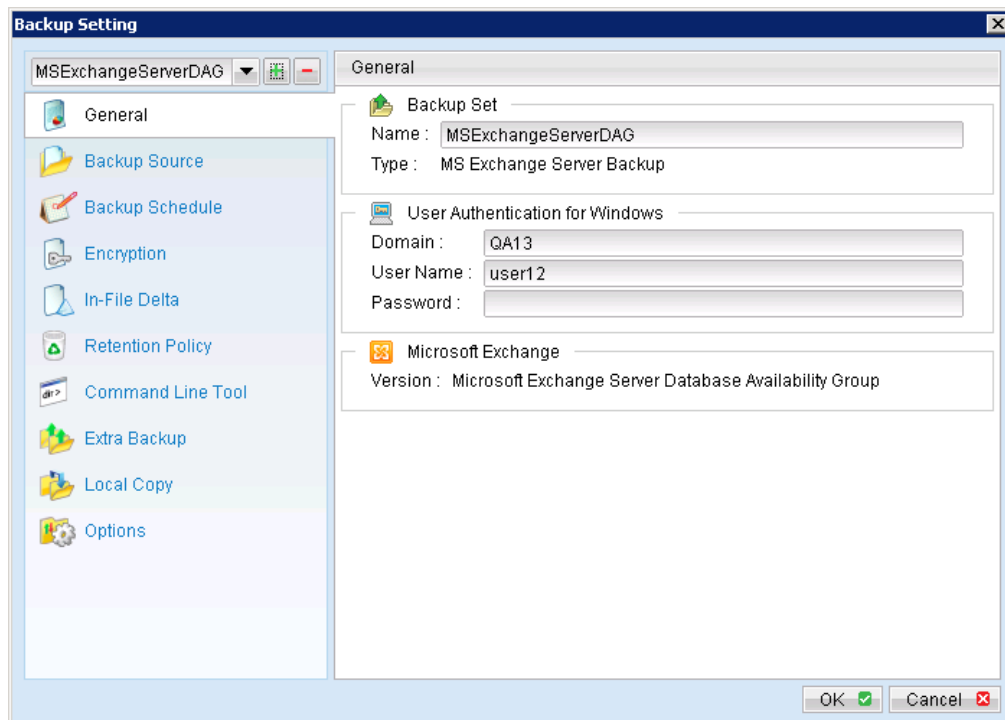 Backup Setting
MSExchangeServerDAG
General
Backup Source
Backup Schedule
Encryption
In-File Delta
Retention Policy
dir>
Command Line Tool
Extra Backup
Local Copy
Options
General
Backup Set
Name : MSExchangeServerDAG
Type : MS Exchange Server Backup
User Authentication for Windows
Domain : QA13
User Name : user12
Password :
Microsoft Exchange
Version : Microsoft Exchange Server Database Availability Group
OK
Cancel